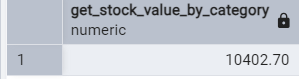 get_stock_value_by_category
numeric
1 10402.70